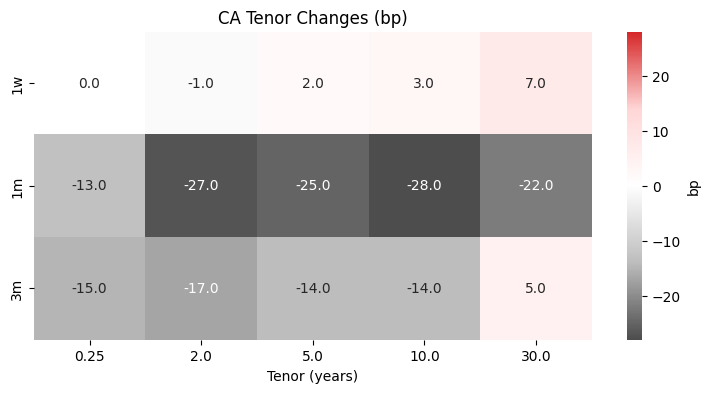 CA Tenor Changes (bp)
1w
0.0 -1.0 2.0 3.0 7.0
1m
-13.0 -27.0 -25.0 -28.0 -22.0
3m
-15.0 -17.0 -14.0 -14.0 5.0
0.25 2.0 5.0 10.0 30.0
Tenor (years)
20
10
0
−10
−20
bp